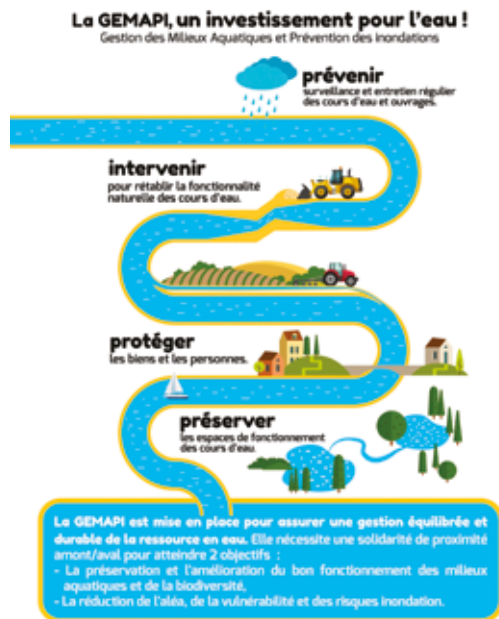 La GEMAPI, un investissement pour l'eau !
Gestion des Milieux Aquatiques et Prévention des Inondations
prévenir
surveillance et entretien régulier
des cours d'eau et ouvrages.
intervenir
pour rétablir la fonctionnalité
naturelle des cours d'eau.
protéger
les biens et les personnes.
préserver
les espaces de fonctionnement
des cours d'eau.
La GEMAPI est mise en place pour assurer une gestion équilibrée et
durable de la ressource en eau. Elle nécessite une solidarité de proximité
amont/aval pour atteindre 2 objectifs :
- La préservation et l'amélioration du bon fonctionnement des milieux
aquatiques et de la biodiversité,
- La réduction de l'aléa, de la vulnérabilité et des risques inondation.